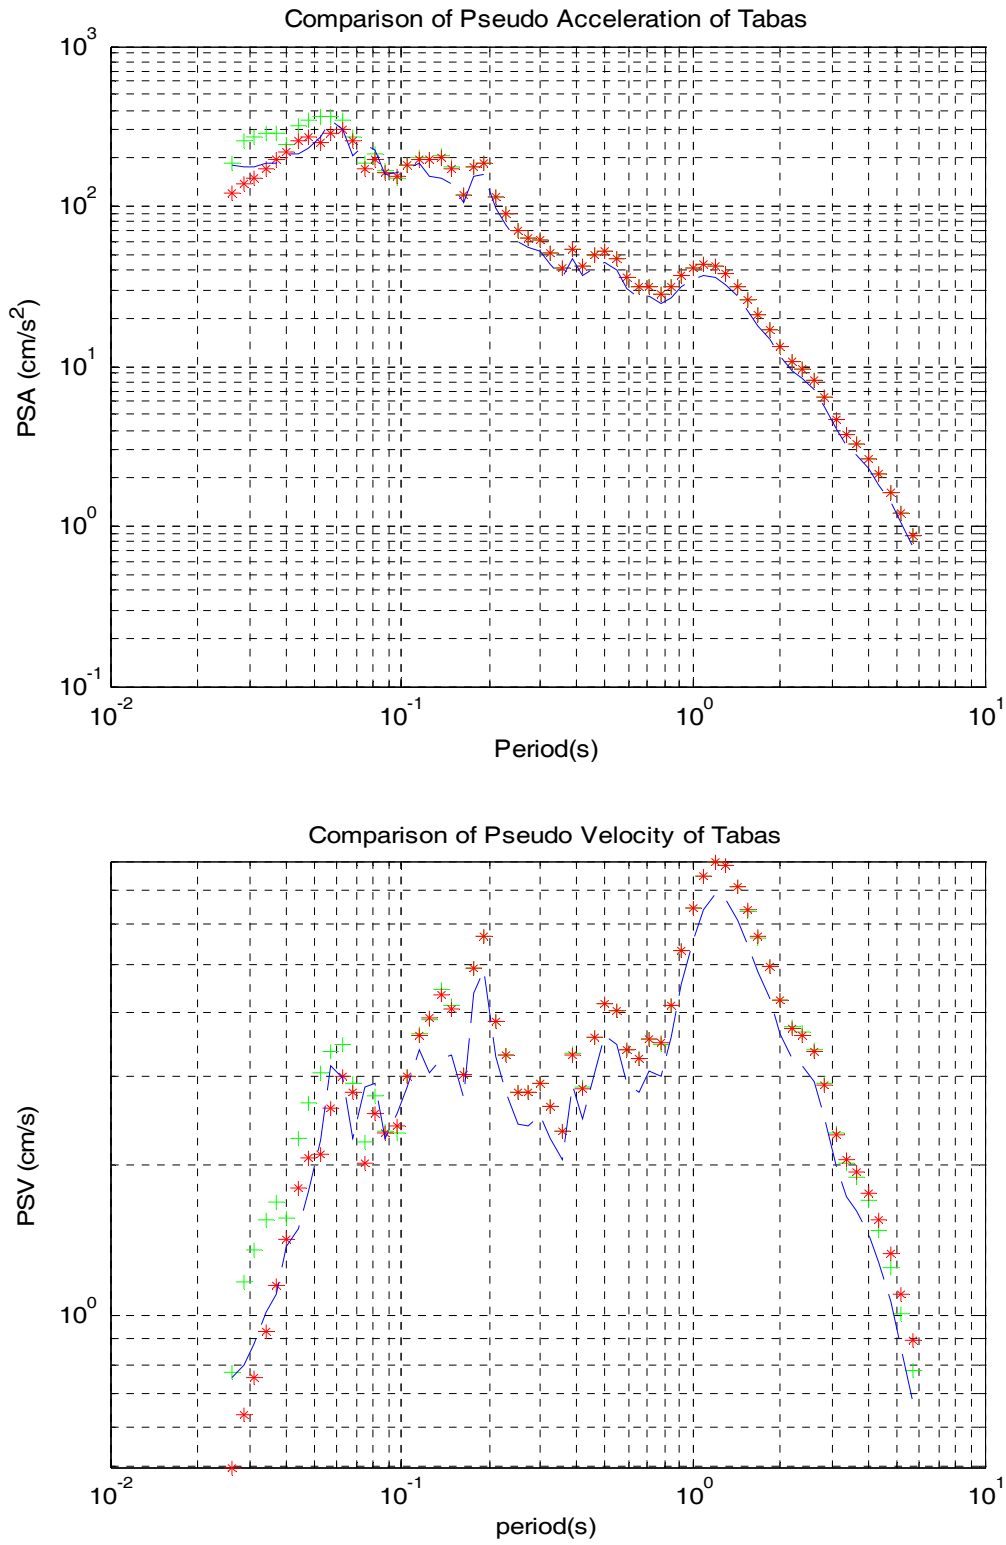 Comparison of Pseudo Acceleration of Tabas
10^3
10^2
10^1
10^0
10^-1
PSA (cm/s^2)
10^-2 10^-1 10^0 10^1
Period(s)
Comparison of Pseudo Velocity of Tabas
10^0
PSV (cm/s)
10^-2 10^-1 10^0 10^1
period(s)